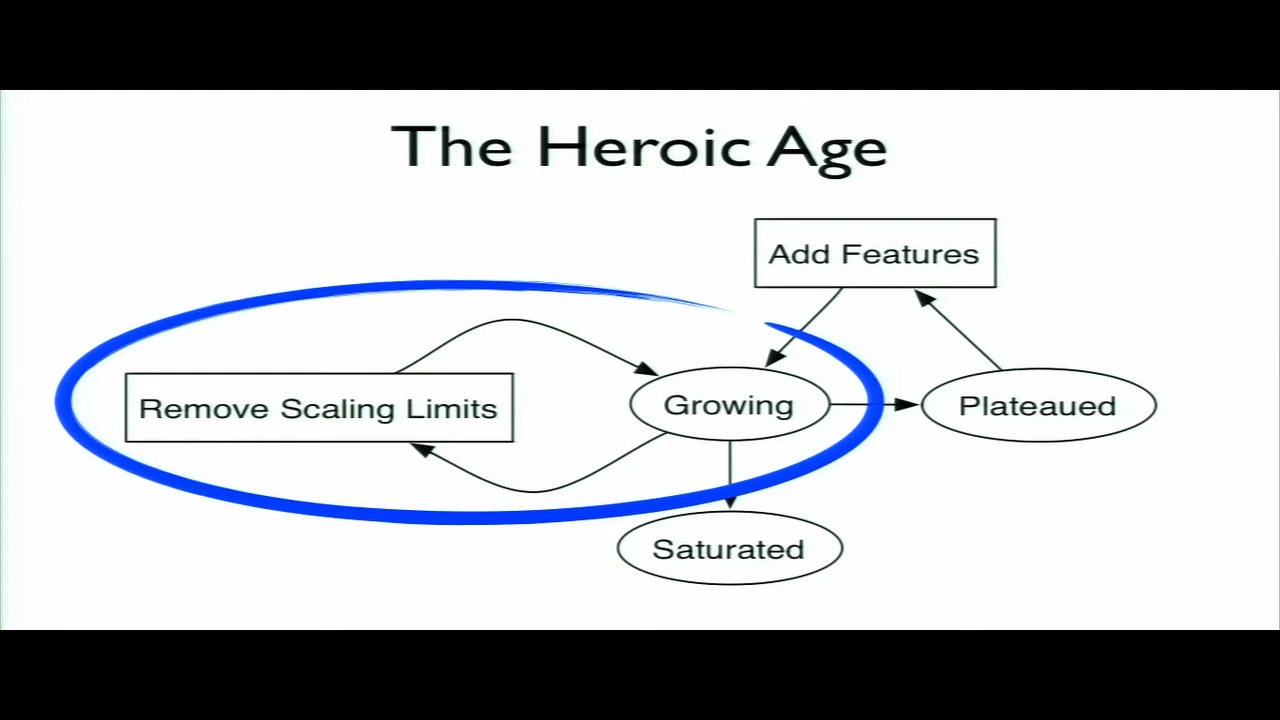 The Heroic Age
Add Features
Remove Scaling Limits
Growing
Plateaued
Saturated